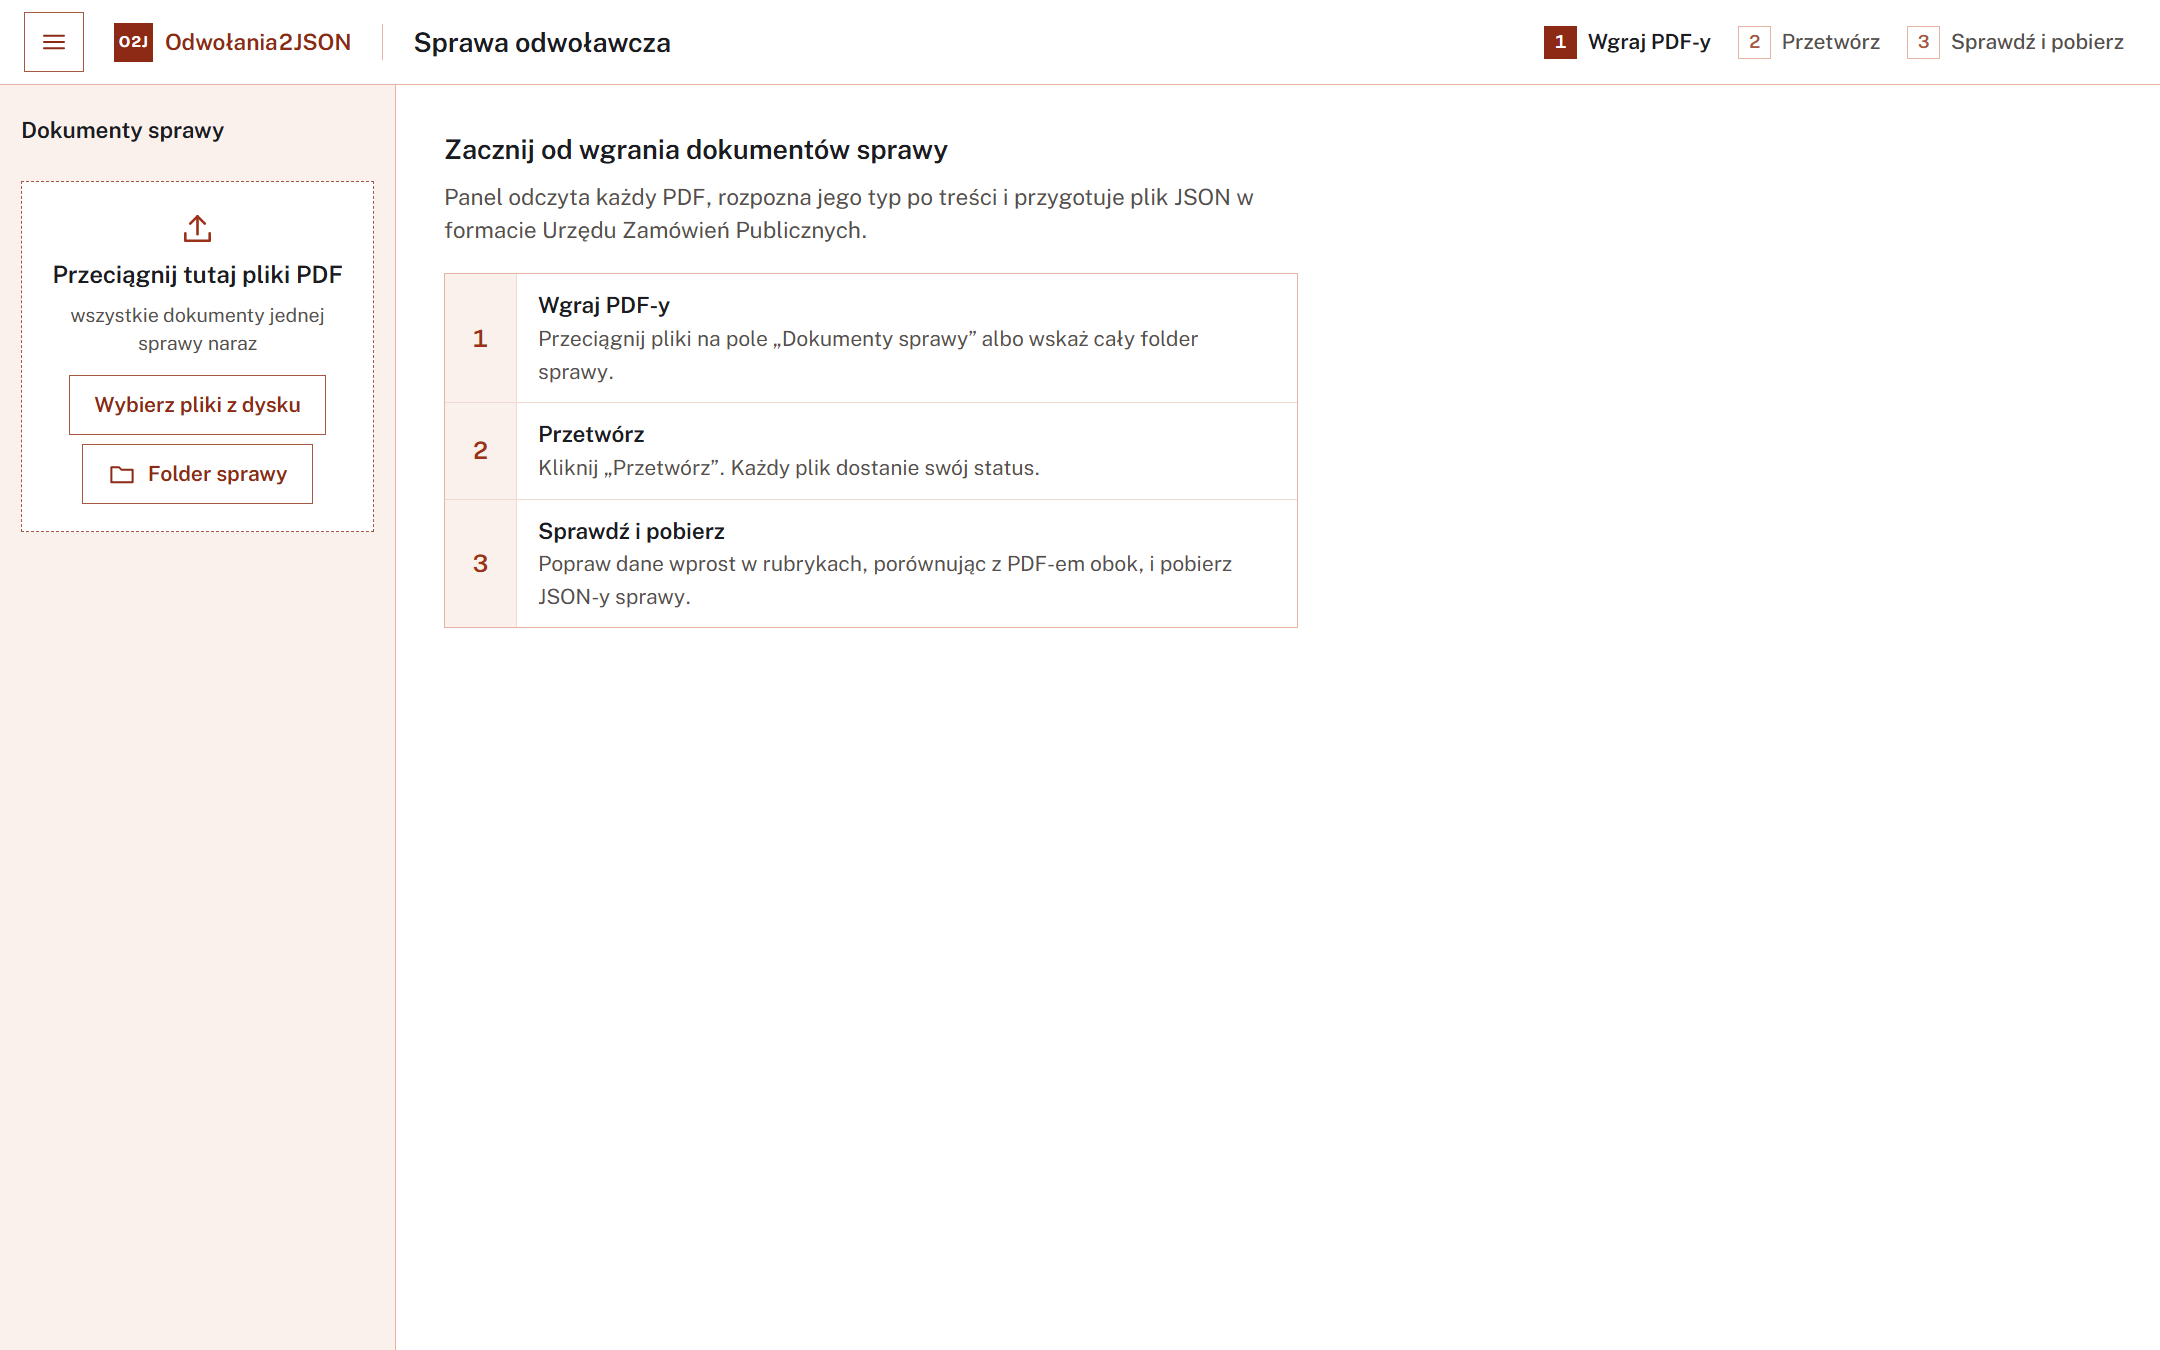 O2J Odwołania2JSON Sprawa odwoławcza 1 Wgraj PDF-y 2 Przetwórz 3 Sprawdź i pobierz
Dokumenty sprawy
Przeciągnij tutaj pliki PDF
wszystkie dokumenty jednej
sprawy naraz
Wybierz pliki z dysku
Folder sprawy
Zacznij od wgrania dokumentów sprawy
Panel odczyta każdy PDF, rozpozna jego typ po treści i przygotuje plik JSON w
formacie Urzędu Zamówień Publicznych.
1
Wgraj PDF-y
Przeciągnij pliki na pole „Dokumenty sprawy” albo wskaż cały folder
sprawy.
2
Przetwórz
Kliknij „Przetwórz”. Każdy plik dostanie swój status.
3
Sprawdź i pobierz
Popraw dane wprost w rubrykach, porównując z PDF-em obok, i pobierz
JSON-y sprawy.